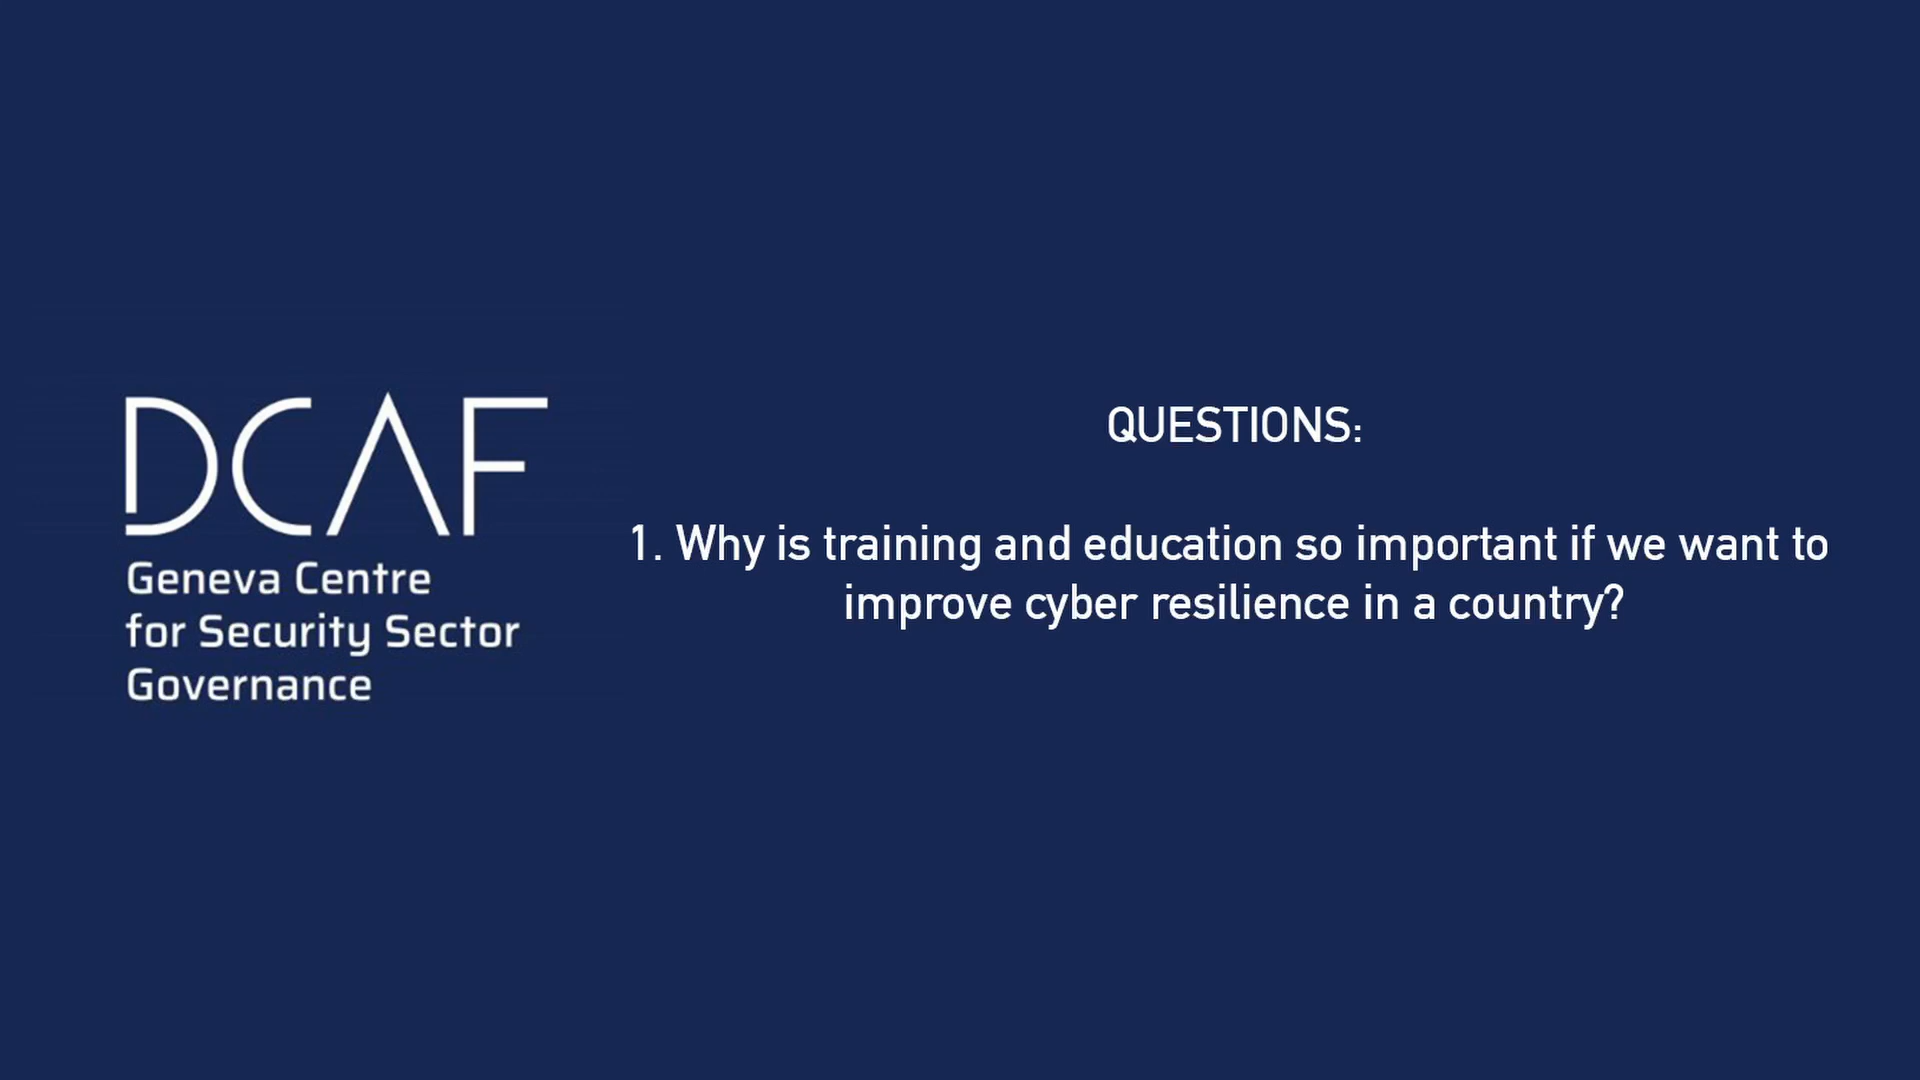 DCAF
Geneva Centre
for Security Sector
Governance
QUESTIONS:
1. Why is training and education so important if we want to
improve cyber resilience in a country?